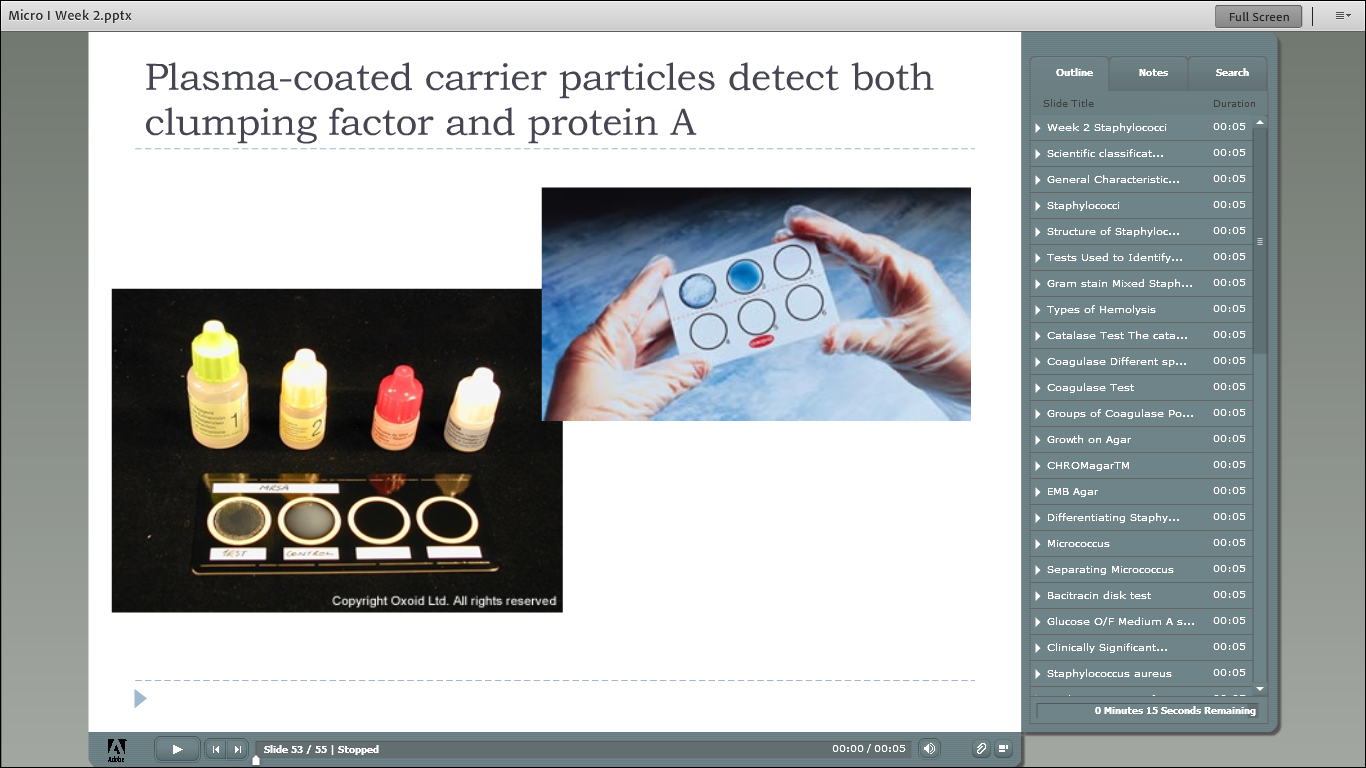 Micro I Week 2.pptx
Full Screen
Plasma-coated carrier particles detect both
clumping factor and protein A
1
2
MRSA
TEST
CONTROL
Copyright Oxoid Ltd. All rights reserved
Outline
Notes
Search
Slide Title
Duration
Week 2 Staphylococci 00:05
Scientific classificat... 00:05
General Characteristic... 00:05
Staphylococci 00:05
Structure of Staphyloc... 00:05
Tests Used to Identify... 00:05
Gram stain Mixed Staph... 00:05
Types of Hemolysis 00:05
Catalase Test The cata... 00:05
Coagulase Different sp... 00:05
Coagulase Test 00:05
Groups of Coagulase Po... 00:05
Growth on Agar 00:05
CHROMagarTM 00:05
EMB Agar 00:05
Differentiating Staphy... 00:05
Micrococcus 00:05
Separating Micrococcus 00:05
Bacitracin disk test 00:05
Glucose O/F Medium A s... 00:05
Clinically Significant... 00:05
Staphylococcus aureus 00:05
0 Minutes 15 Seconds Remaining
Adobe
Slide 53 / 55 | Stopped
00:00 / 00:05